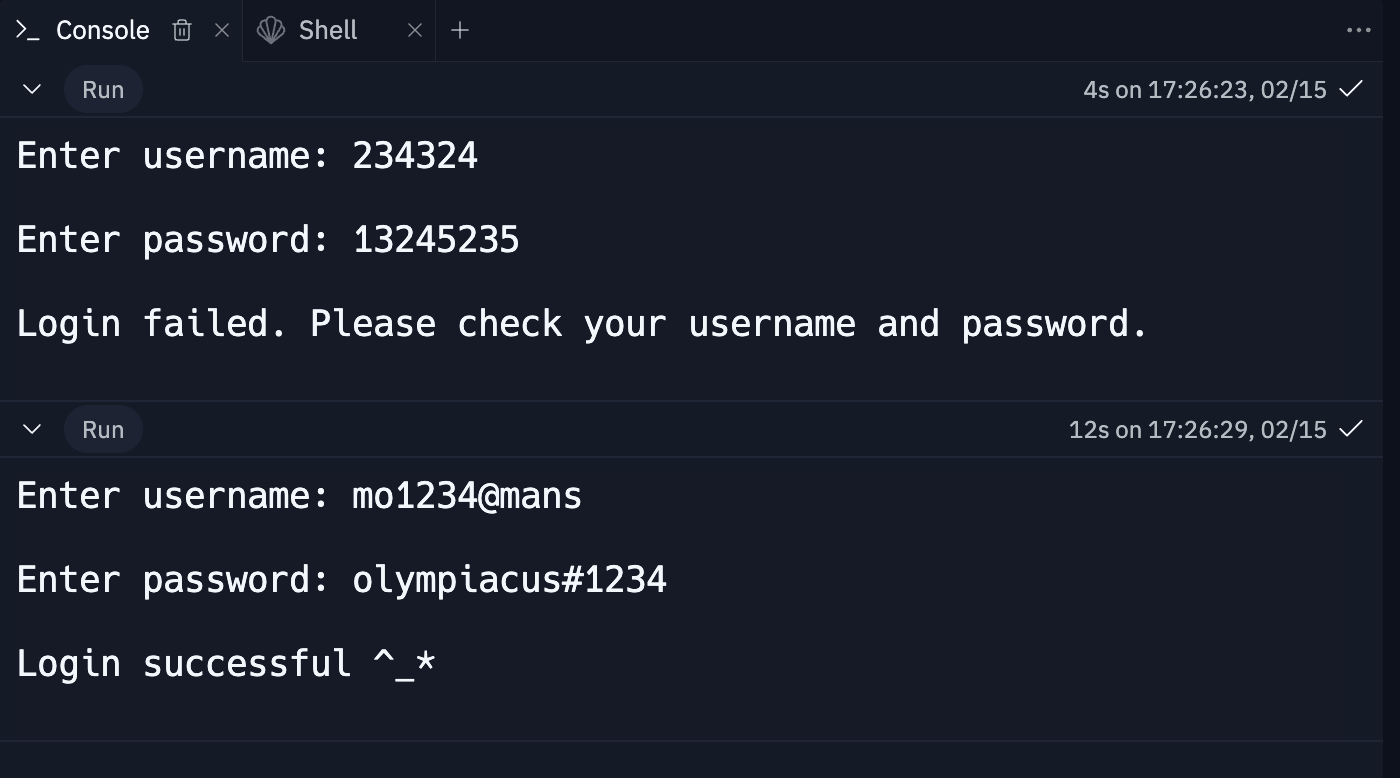 Console
Shell
Run
4s on 17:26:23, 02/15
Enter username: 234324
Enter password: 13245235
Login failed. Please check your username and password.
Run
12s on 17:26:29, 02/15
Enter username: mo1234@mans
Enter password: olympiacus#1234
Login successful ^_*